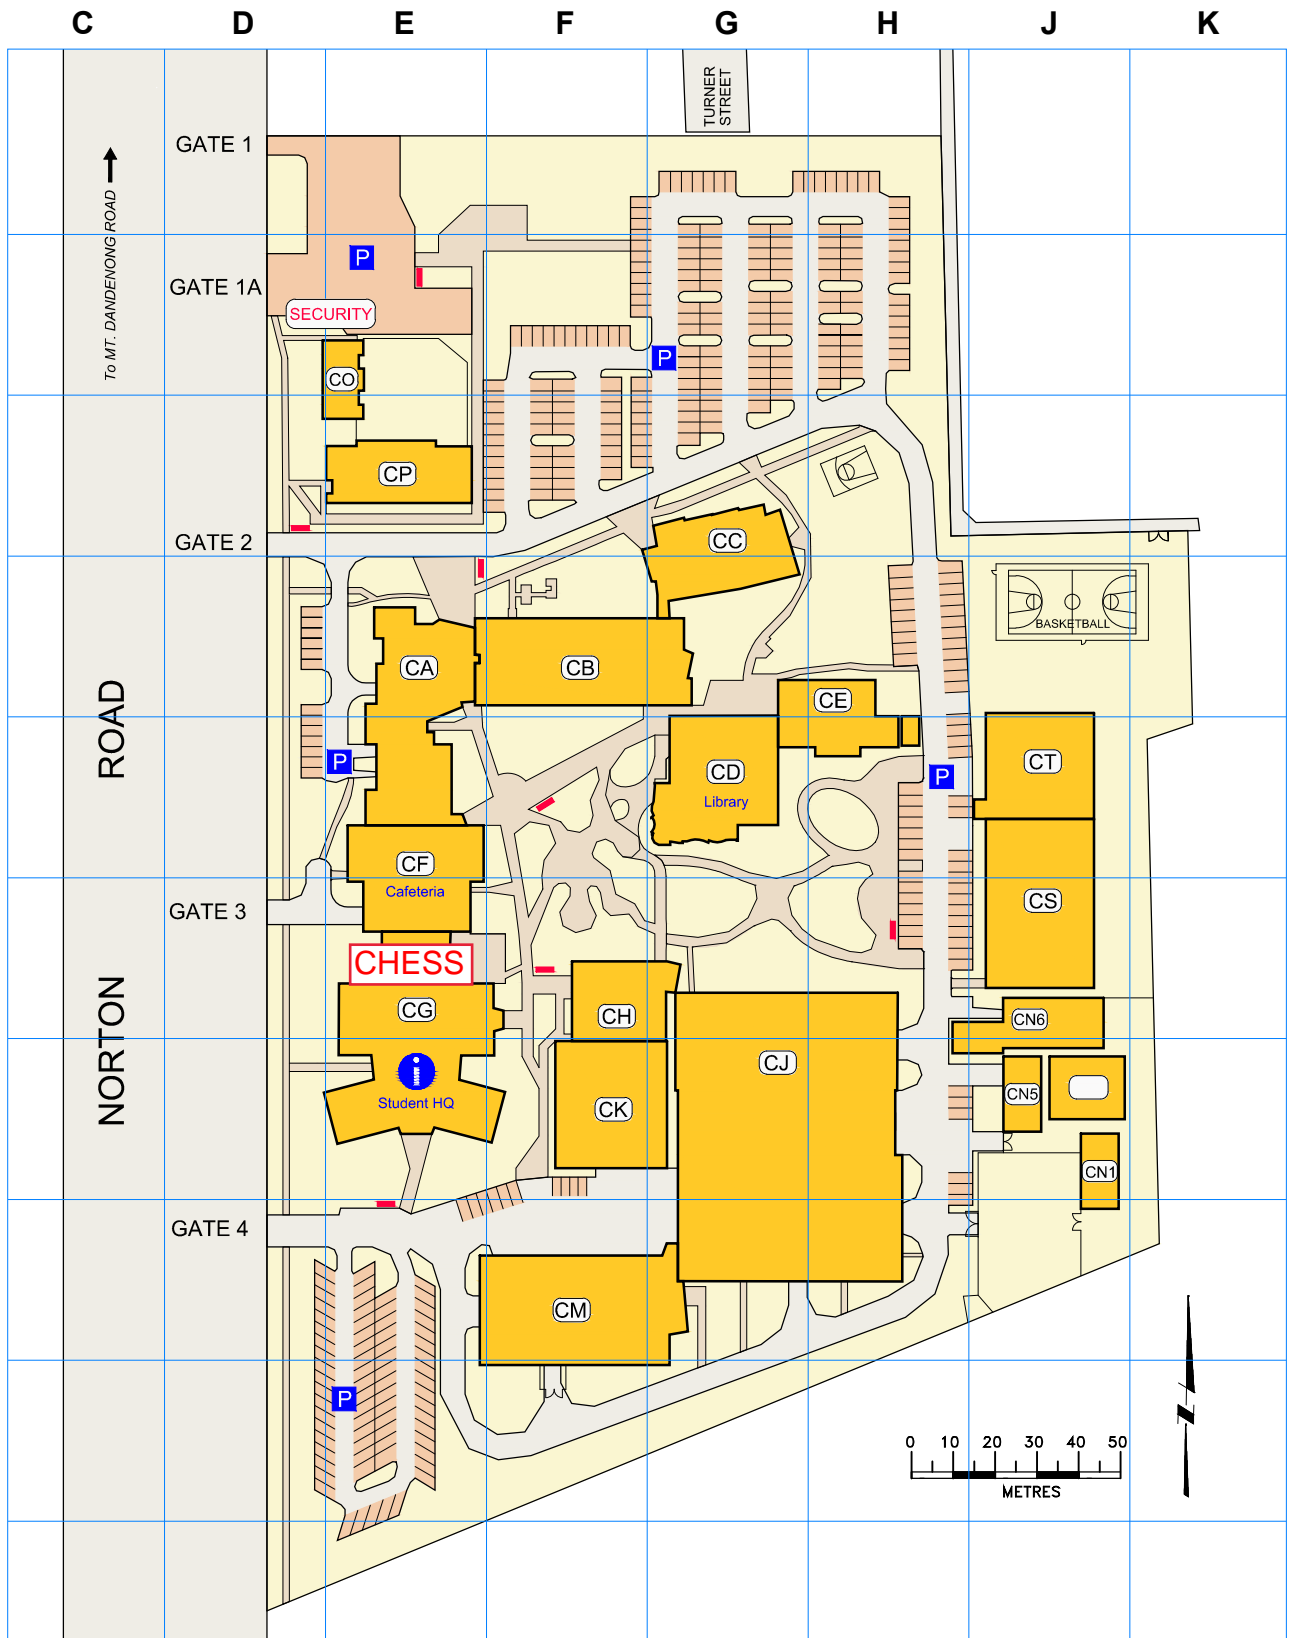 C D E F G H J K
TURNER
STREET
GATE 1
To MT. DANDENONG ROAD
P
GATE 1A
SECURITY
P
CO
CP
GATE 2
CC
BASKETBALL
CA
CB
CE
ROAD
P
CD
Library
P
CT
CF
Cafeteria
GATE 3
CS
CHESS
CG
CH
CN6
NORTON
i
Student HQ
CJ
CK
CN5
CN1
GATE 4
CM
P
0 10 20 30 40 50
METRES
N